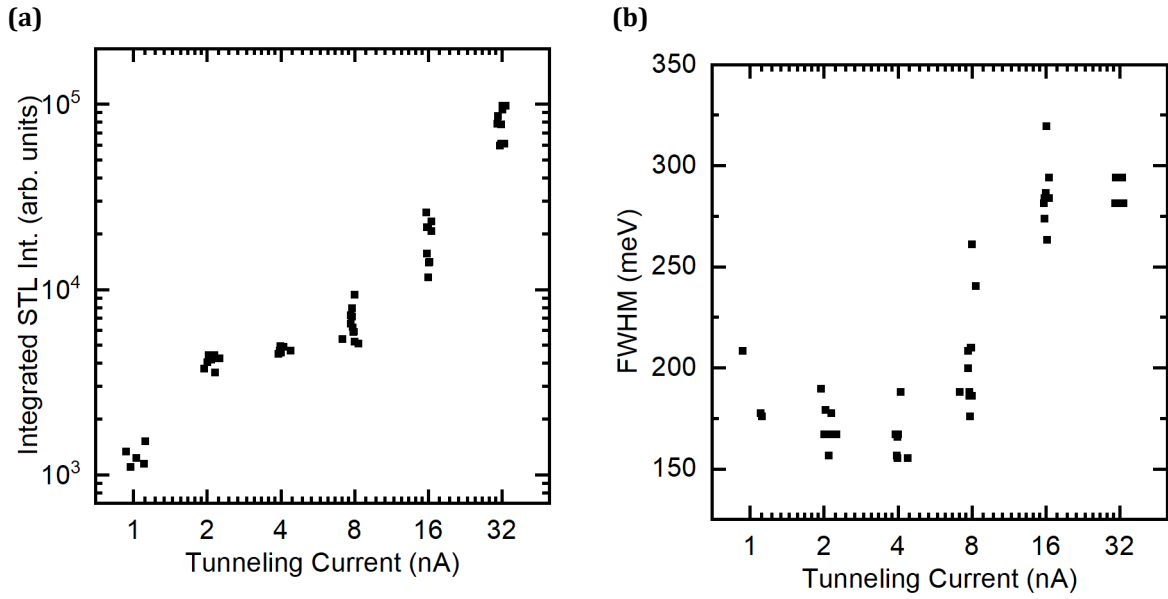 (a)
Integrated STL Int. (arb. units)
10^5
10^4
10^3
1 2 4 8 16 32
Tunneling Current (nA)
(b)
FWHM (meV)
350
300
250
200
150
1 2 4 8 16 32
Tunneling Current (nA)